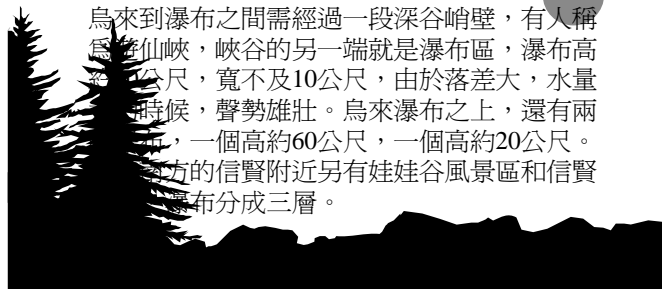 烏來到瀑布之間需經過一段深谷峭壁，有人稱
仙峽，峽谷的另一端就是瀑布區，瀑布高
公尺，寬不及10公尺，由於落差大，水量
時候，聲勢雄壯。烏來瀑布之上，還有兩
，一個高約60公尺，一個高約20公尺。
方的信賢附近另有娃娃谷風景區和信賢
瀑布分成三層。